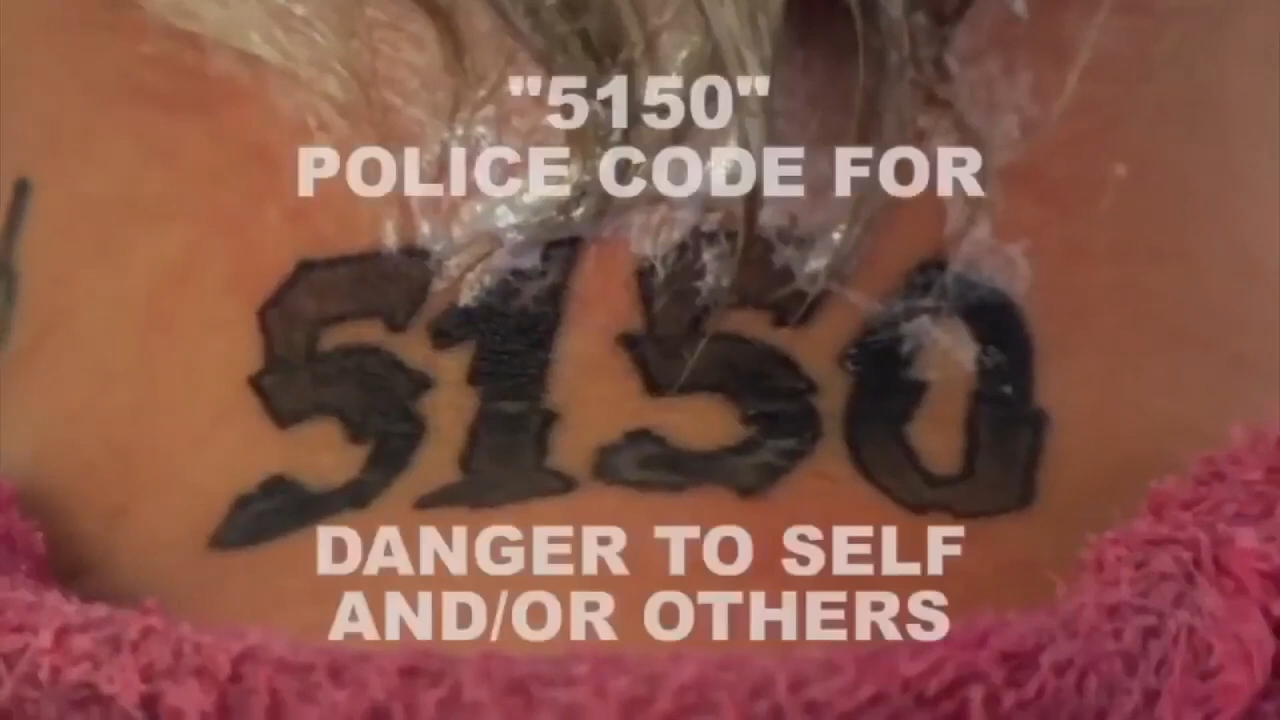 "5150"
POLICE CODE FOR
5150
DANGER TO SELF
AND/OR OTHERS